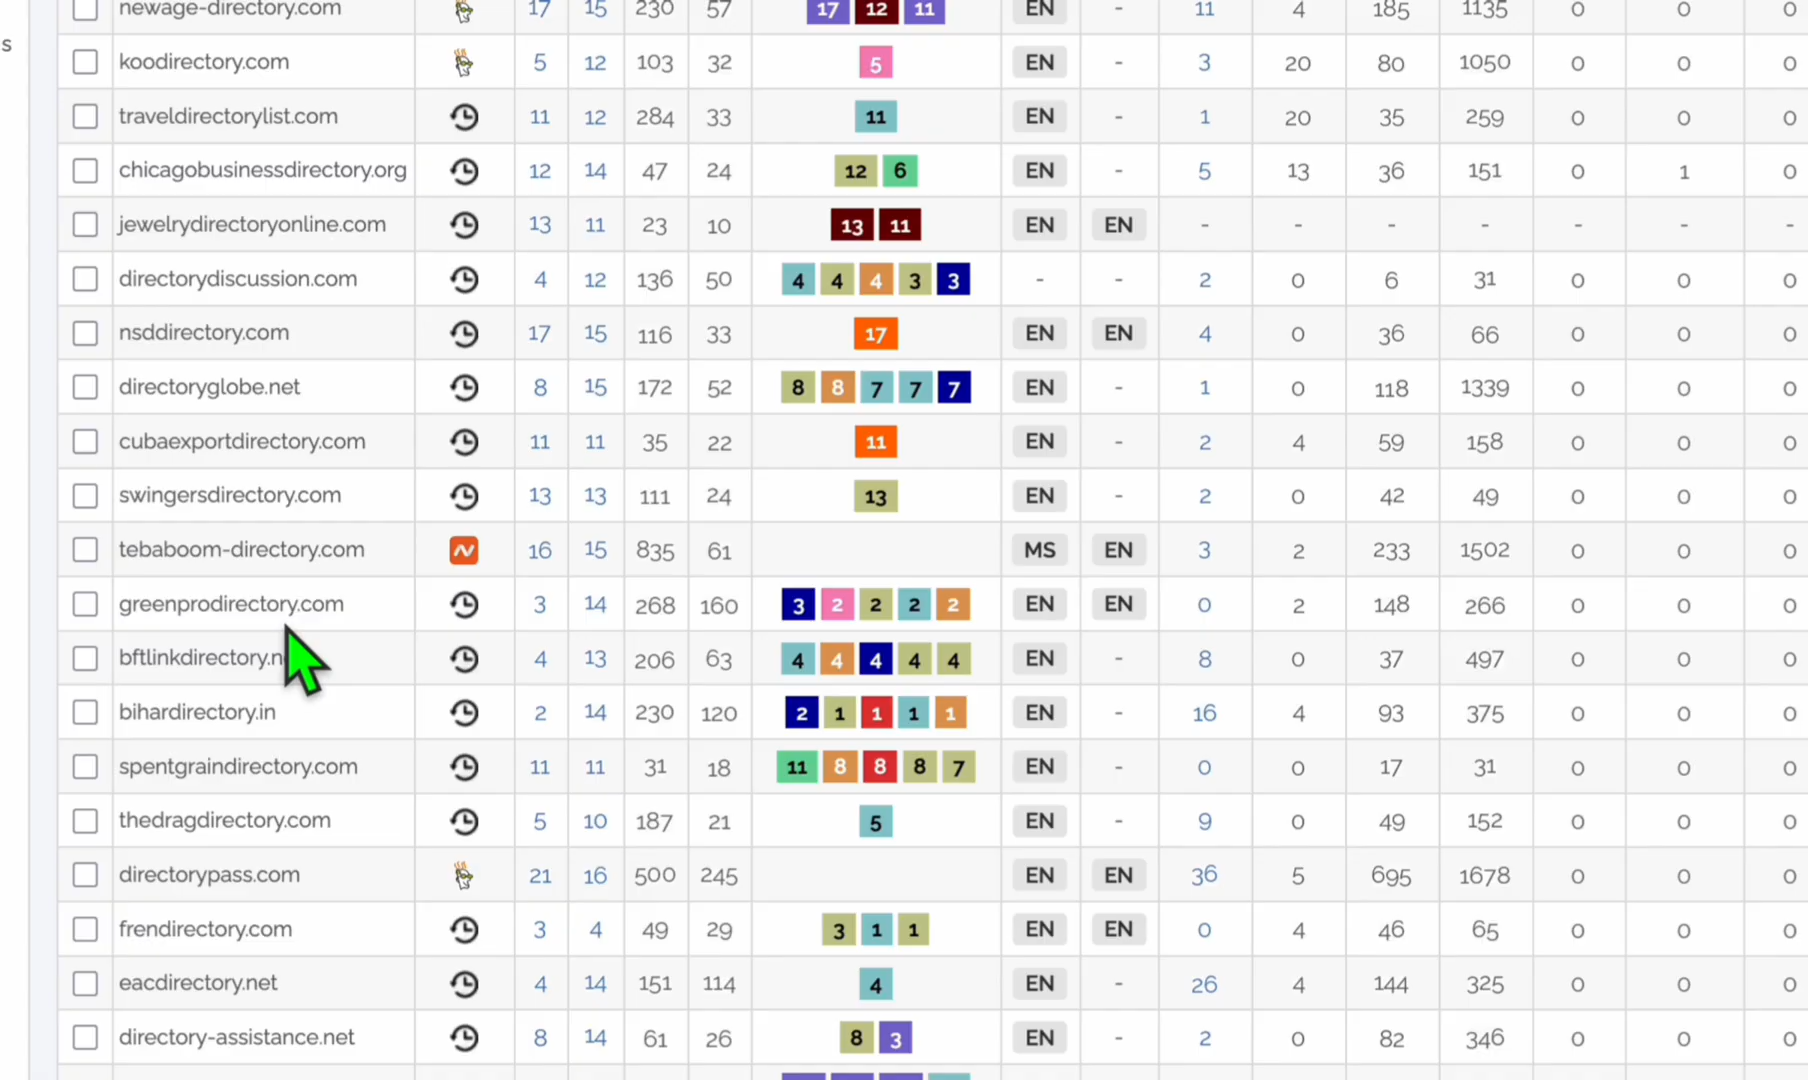 newage-directory.com 17 15 230 57 17 12 11 EN - 11 4 185 1135 0 0 0
s
koodirectory.com 5 12 103 32 5 EN - 3 20 80 1050 0 0 0
traveldirectorylist.com 11 12 284 33 11 EN - 1 20 35 259 0 0 0
chicagobusinessdirectory.org 12 14 47 24 12 6 EN - 5 13 36 151 0 1 0
jewelrydirectoryonline.com 13 11 23 10 13 11 EN EN - - - - - - -
directorydiscussion.com 4 12 136 50 4 4 4 3 3 - - 2 0 6 31 0 0 0
nsddirectory.com 17 15 116 33 17 EN EN 4 0 36 66 0 0 0
directoryglobe.net 8 15 172 52 8 8 7 7 7 EN - 1 0 118 1339 0 0 0
cubaexportdirectory.com 11 11 35 22 11 EN - 2 4 59 158 0 0 0
swingersdirectory.com 13 13 111 24 13 EN - 2 0 42 49 0 0 0
tebaboom-directory.com 16 15 835 61 MS EN 3 2 233 1502 0 0 0
greenprodirectory.com 3 14 268 160 3 2 2 2 2 EN EN 0 2 148 266 0 0 0
bftlinkdirectory.n 4 13 206 63 4 4 4 4 4 EN - 8 0 37 497 0 0 0
bihardirectory.in 2 14 230 120 2 1 1 1 1 EN - 16 4 93 375 0 0 0
spentgraindirectory.com 11 11 31 18 11 8 8 8 7 EN - 0 0 17 31 0 0 0
thedragdirectory.com 5 10 187 21 5 EN - 9 0 49 152 0 0 0
directorypass.com 21 16 500 245 EN EN 36 5 695 1678 0 0 0
frendirectory.com 3 4 49 29 3 1 1 EN EN 0 4 46 65 0 0 0
eacdirectory.net 4 14 151 114 4 EN - 26 4 144 325 0 0 0
directory-assistance.net 8 14 61 26 8 3 EN - 2 0 82 346 0 0 0